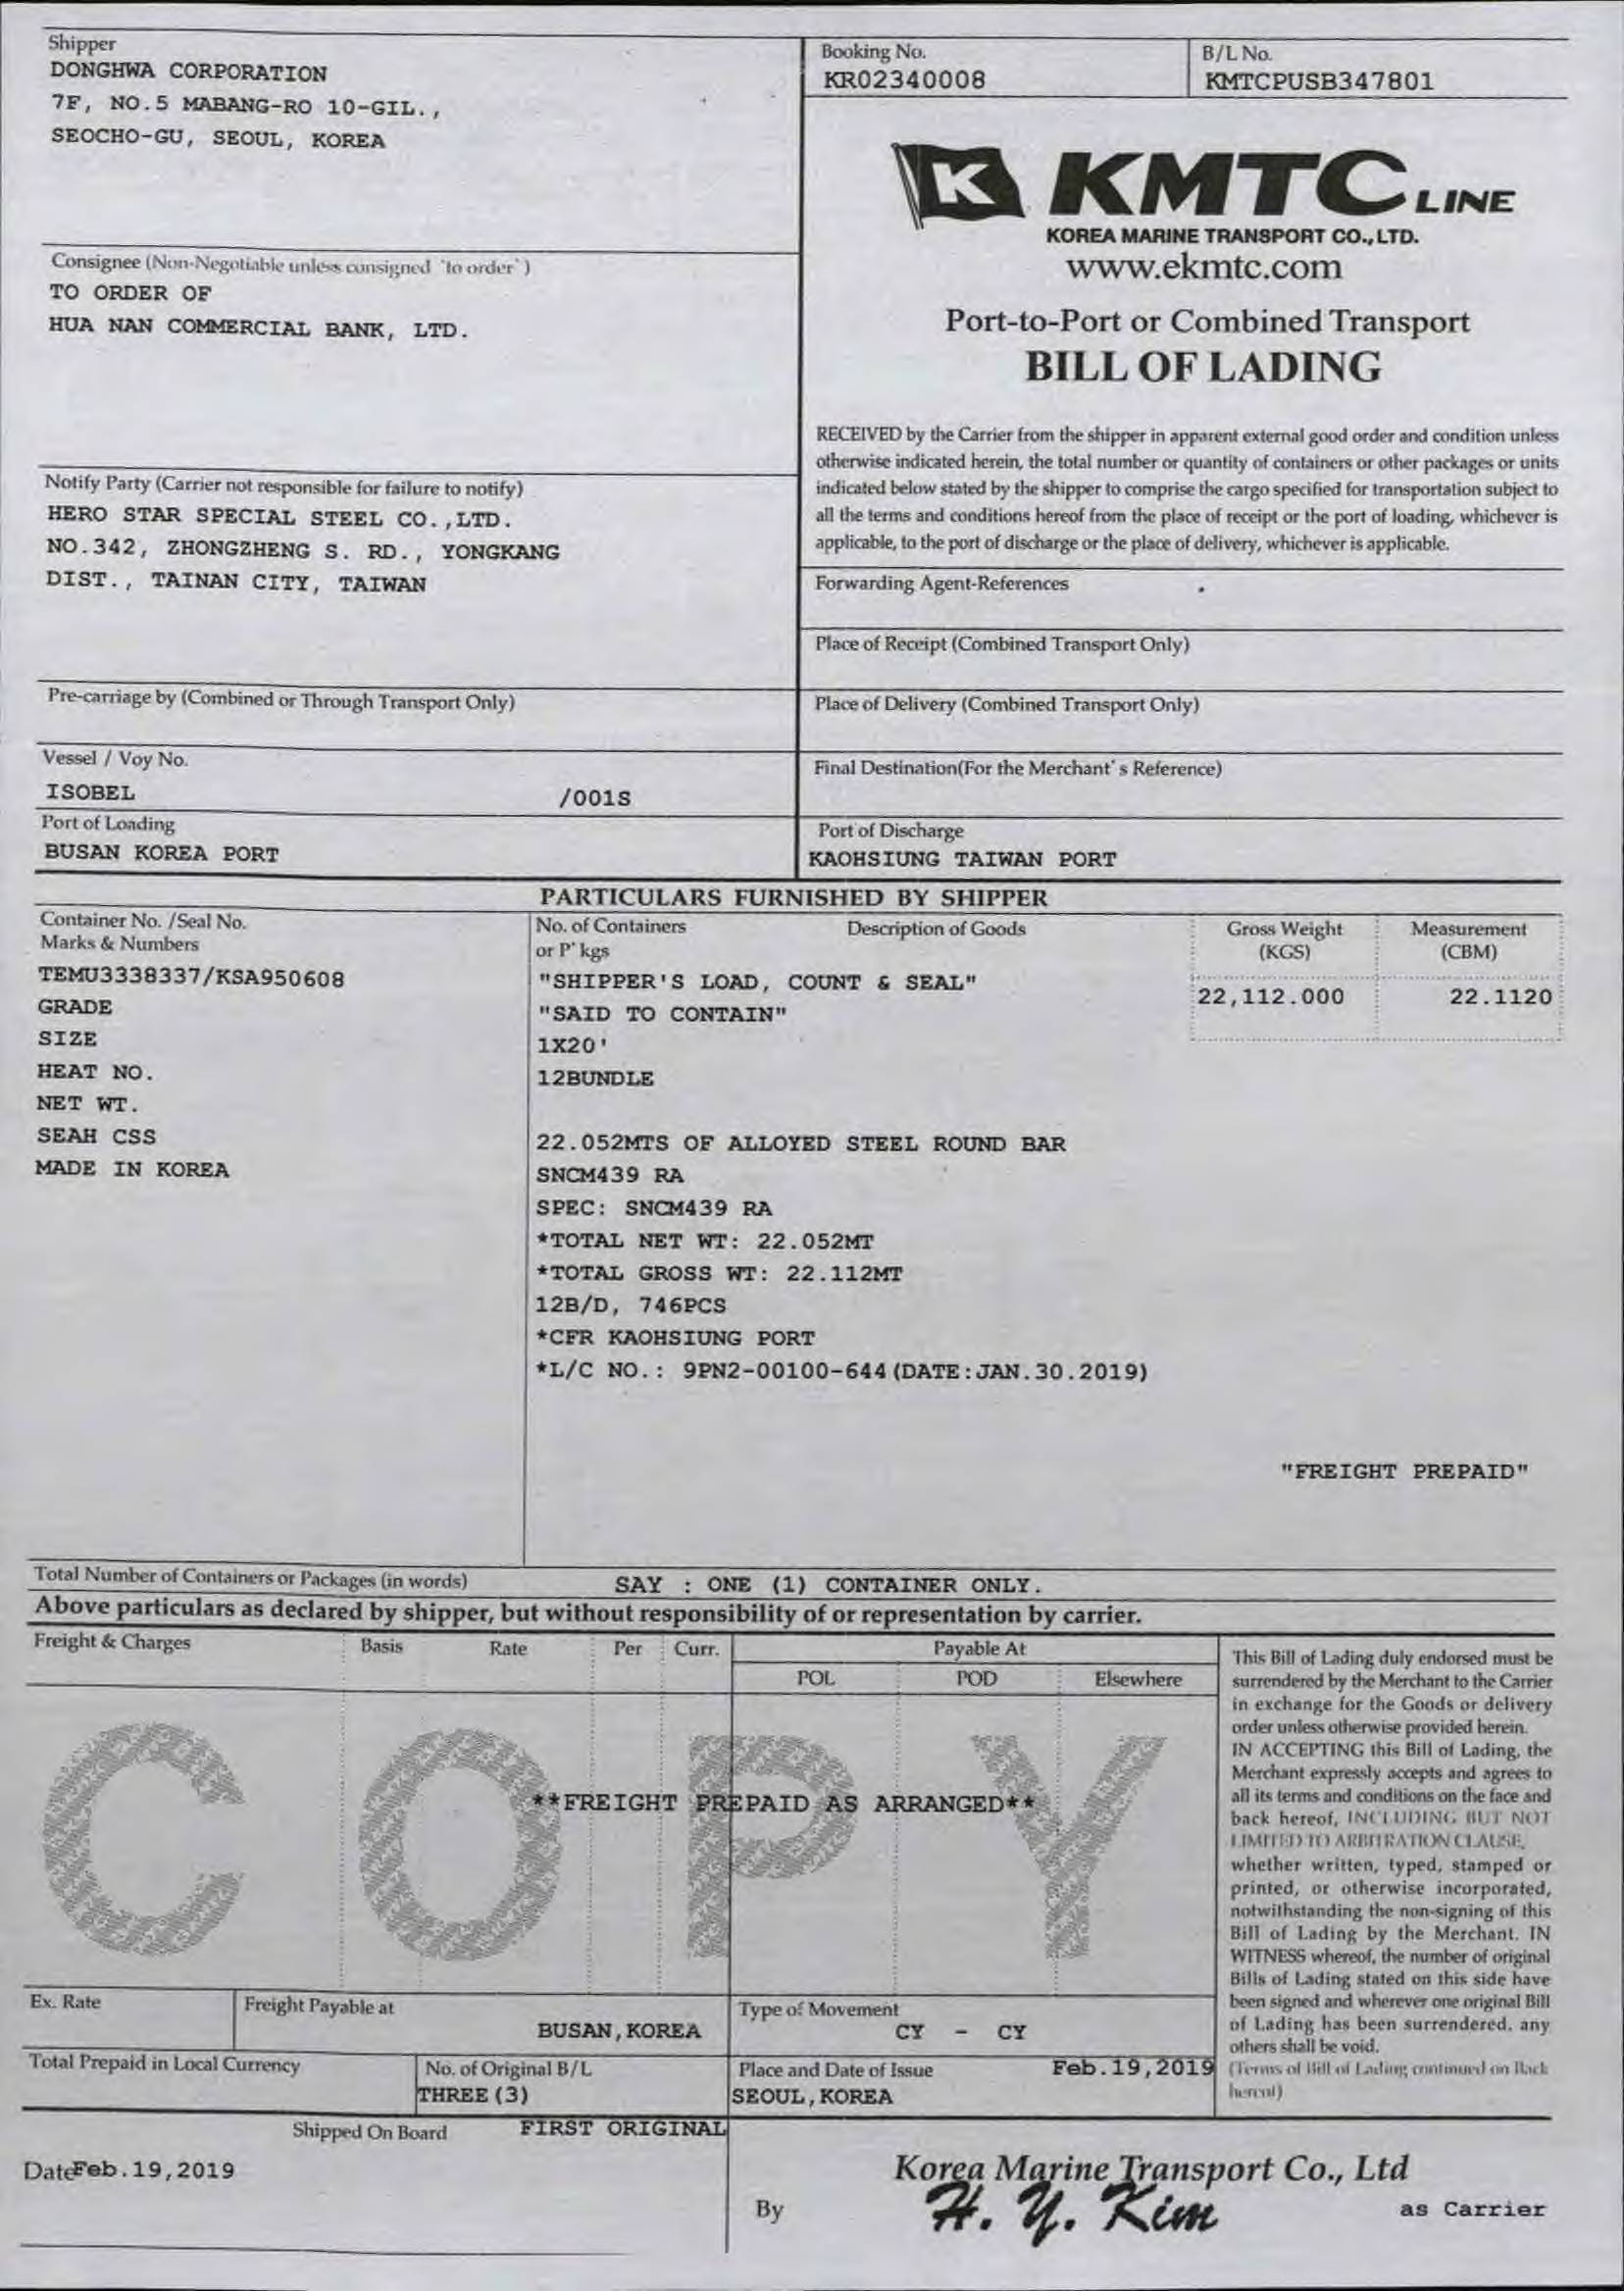 Shipper
DONGHWA CORPORATION
7F, NO.5 MABANG-RO 10-GIL.,
SEOCHO-GU, SEOUL, KOREA
Booking No.
KR02340008
B/L No.
KMTCPUSB347801
K KMTC LINE
KOREA MARINE TRANSPORT CO., LTD.
www.ekmtc.com
Port-to-Port or Combined Transport
BILL OF LADING
Consignee (Non-Negotiable unless consigned 'to order')
TO ORDER OF
HUA NAN COMMERCIAL BANK, LTD.
RECEIVED by the Carrier from the shipper in apparent external good order and condition unless
otherwise indicated herein, the total number or quantity of containers or other packages or units
indicated below stated by the shipper to comprise the cargo specified for transportation subject to
all the terms and conditions hereof from the place of receipt or the port of loading, whichever is
applicable, to the port of discharge or the place of delivery, whichever is applicable.
Notify Party (Carrier not responsible for failure to notify)
HERO STAR SPECIAL STEEL CO.,LTD.
NO.342, ZHONGZHENG S. RD., YONGKANG
DIST., TAINAN CITY, TAIWAN
Forwarding Agent-References
Place of Receipt (Combined Transport Only)
Pre-carriage by (Combined or Through Transport Only)
Place of Delivery (Combined Transport Only)
Vessel / Voy No.
ISOBEL /001S
Final Destination(For the Merchant's Reference)
Port of Loading
BUSAN KOREA PORT
Port of Discharge
KAOHSIUNG TAIWAN PORT
PARTICULARS FURNISHED BY SHIPPER
Container No. /Seal No.
Marks & Numbers
No. of Containers
or P'kgs
Description of Goods
Gross Weight
(KGS)
Measurement
(CBM)
TEMU3338337/KSA950608
GRADE
SIZE
HEAT NO.
NET WT.
SEAH CSS
MADE IN KOREA
"SHIPPER'S LOAD, COUNT & SEAL"
"SAID TO CONTAIN"
1X20'
12BUNDLE
22,112.000
22.1120
22.052MTS OF ALLOYED STEEL ROUND BAR
SNCM439 RA
SPEC: SNCM439 RA
*TOTAL NET WT: 22.052MT
*TOTAL GROSS WT: 22.112MT
12B/D, 746PCS
*CFR KAOHSIUNG PORT
*L/C NO.: 9PN2-00100-644(DATE:JAN.30.2019)
"FREIGHT PREPAID"
Total Number of Containers or Packages (in words)
SAY : ONE (1) CONTAINER ONLY.
Above particulars as declared by shipper, but without responsibility of or representation by carrier.
Freight & Charges
Basis
Rate
Per
Curr.
Payable At
POL
POD
Elsewhere
COPY
**FREIGHT PREPAID AS ARRANGED**
This Bill of Lading duly endorsed must be
surrendered by the Merchant to the Carrier
in exchange for the Goods or delivery
order unless otherwise provided herein.
IN ACCEPTING this Bill of Lading, the
Merchant expressly accepts and agrees to
all its terms and conditions on the face and
back hereof, INCLUDING BUT NOT
LIMITED TO ARBITRATION CLAUSE,
whether written, typed, stamped or
printed, or otherwise incorporated,
notwithstanding the non-signing of this
Bill of Lading by the Merchant. IN
WITNESS whereof, the number of original
Bills of Lading stated on this side have
been signed and wherever one original Bill
of Lading has been surrendered, any
others shall be void.
(Terms of Bill of Lading continued on Back
hereof)
Ex. Rate
Freight Payable at
BUSAN, KOREA
Type of Movement
CY - CY
Total Prepaid in Local Currency
No. of Original B/L
THREE (3)
Place and Date of Issue
Feb.19,2019
SEOUL, KOREA
Shipped On Board
FIRST ORIGINAL
Date Feb.19,2019
Korea Marine Transport Co., Ltd
By
H. Y. Kim
as Carrier